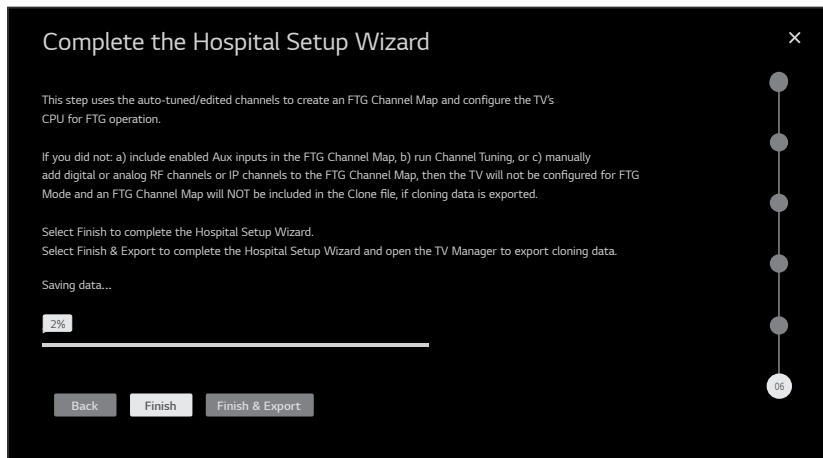 Complete the Hospital Setup Wizard
×
This step uses the auto-tuned/edited channels to create an FTG Channel Map and configure the TV's
CPU for FTG operation.
If you did not: a) include enabled Aux inputs in the FTG Channel Map, b) run Channel Tuning, or c) manually
add digital or analog RF channels or IP channels to the FTG Channel Map, then the TV will not be configured for FTG
Mode and an FTG Channel Map will NOT be included in the Clone file, if cloning data is exported.
Select Finish to complete the Hospital Setup Wizard.
Select Finish & Export to complete the Hospital Setup Wizard and open the TV Manager to export cloning data.
Saving data...
2%
06
Back Finish Finish & Export